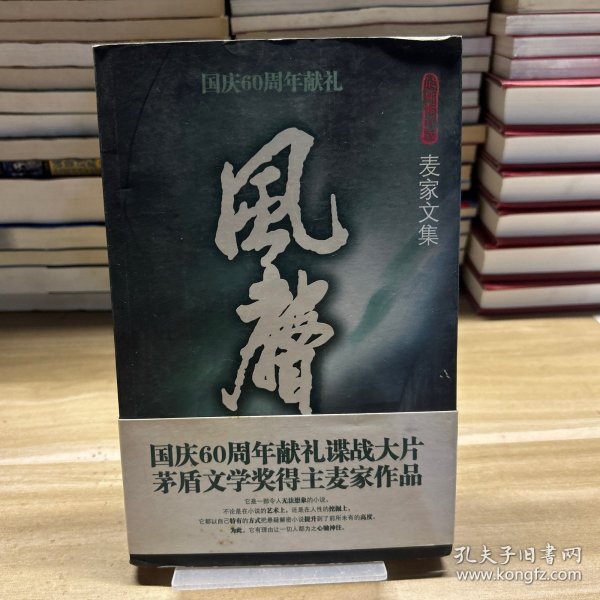 国庆60周年献礼
麦家文集
風聲
国庆60周年献礼谍战大片
茅盾文学奖得主麦家作品
它是一部令人无法想象的小说。
不论是在小说的艺术上，还是在人性的挖掘上，
它都以自己特有的方式把悬疑解密小说提升到了前所未有的高度。
为此，它有理由让一切人都为之心驰神往。
孔夫子旧书网
www.kongfz.com